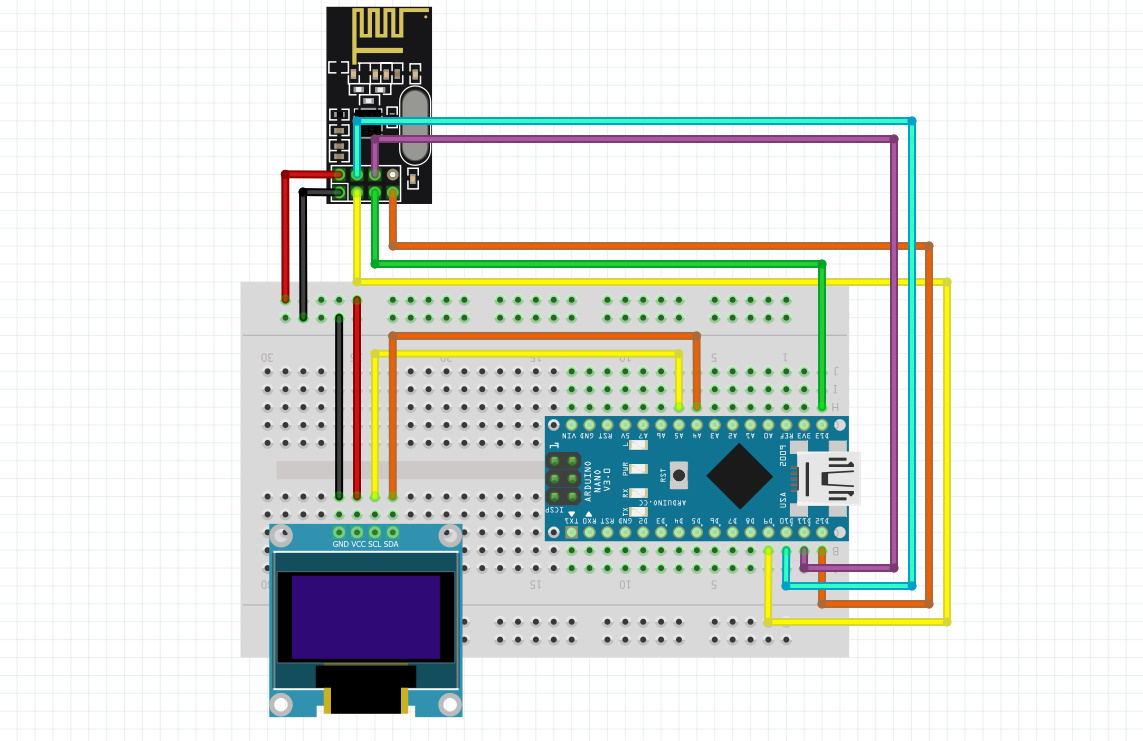 30 20 15 10 5 1
J
I
H
VIN GND RST 5V A7 A6 A5 A4 A3 A2 A1 A0 REF 3V3 D13
L
PWR
RX
TX
RST
ARDUINO
NANO
V3.0
ARDUINO.CC
USA
ICSP
TX1 RX0 RST GND D2 D3 D4 D5 D6 D7 D8 D9 D10 D11 D12
GND VCC SCL SDA
B
15 10 5